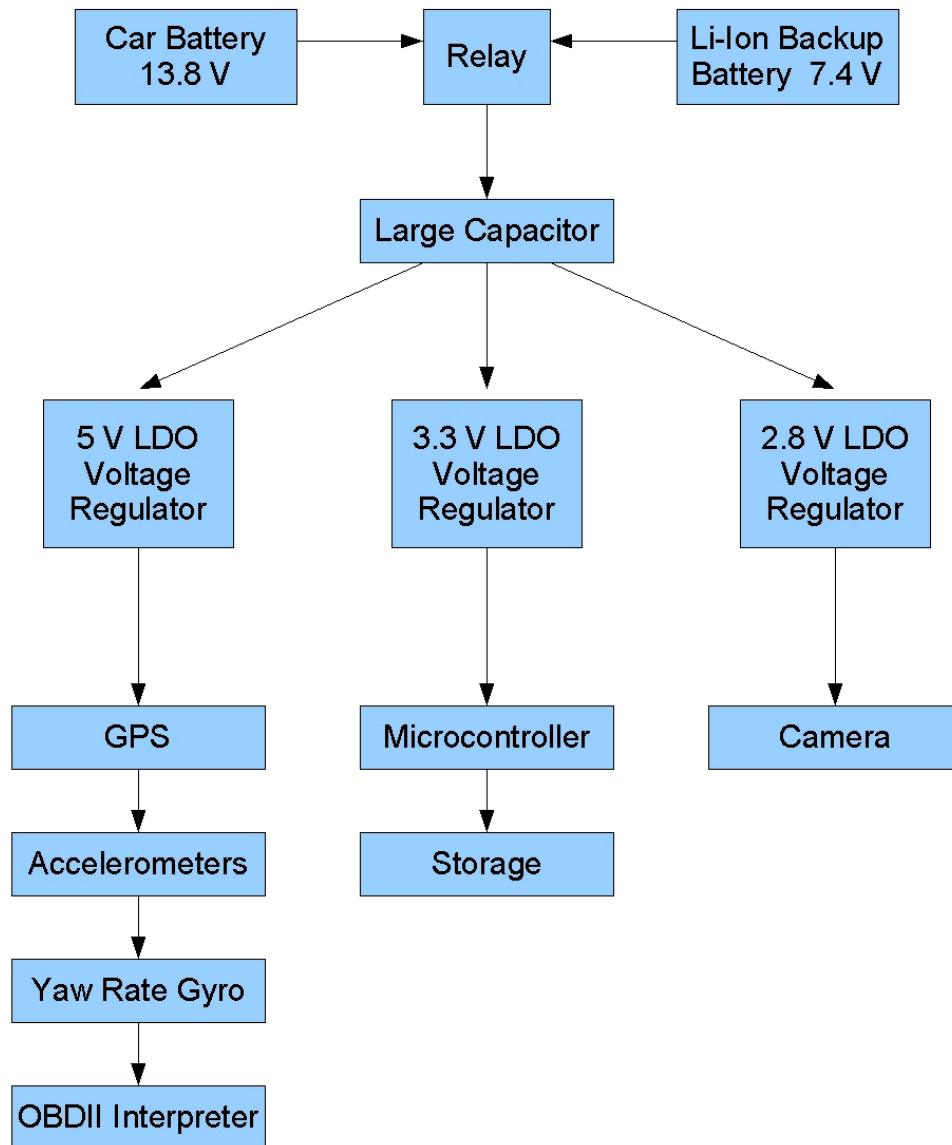 Car Battery
13.8 V
Relay
Li-Ion Backup
Battery 7.4 V
Large Capacitor
5 V LDO
Voltage
Regulator
3.3 V LDO
Voltage
Regulator
2.8 V LDO
Voltage
Regulator
GPS
Microcontroller
Camera
Accelerometers
Storage
Yaw Rate Gyro
OBDII Interpreter